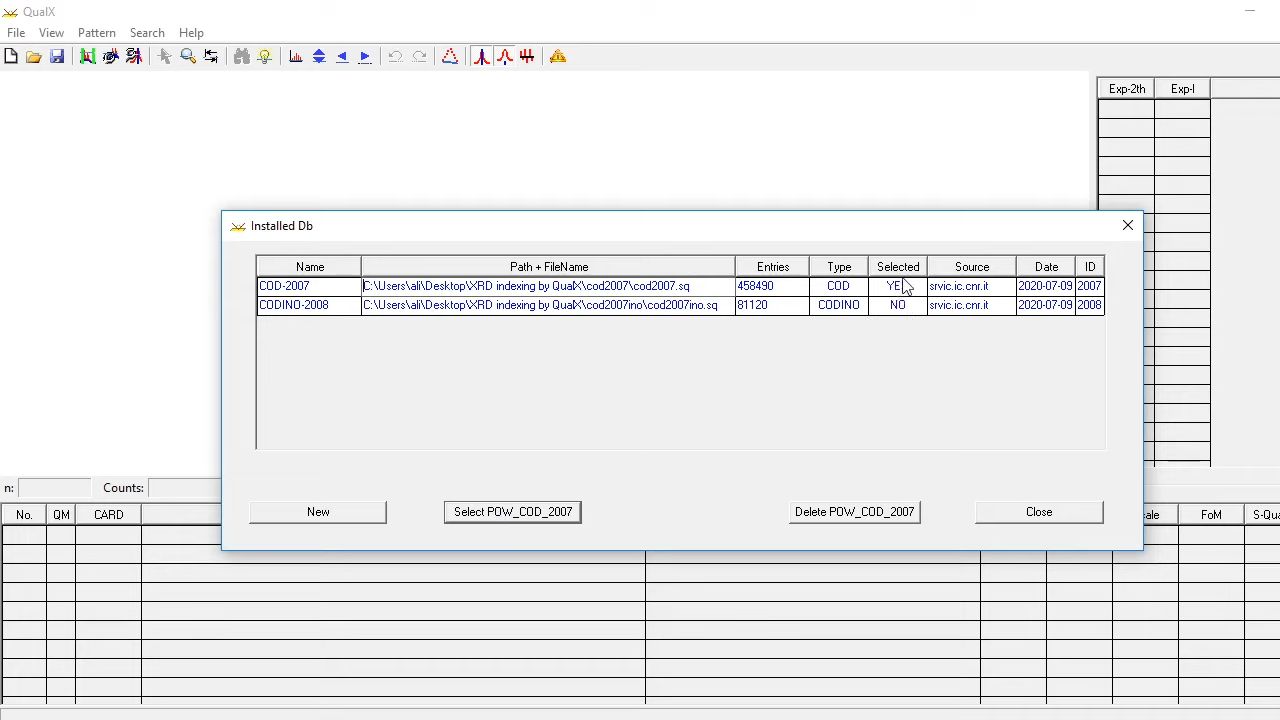 QualX
File View Pattern Search Help
Exp-2th Exp-I
Installed Db
Name Path + FileName Entries Type Selected Source Date ID
COD-2007 C:\Users\ali\Desktop\XRD indexing by QualX\cod2007\cod2007.sq 458490 COD srvic.ic.cnr.it 2020-07-09 2007
CODINO-2008 C:\Users\ali\Desktop\XRD indexing by QualX\cod2007ino\cod2007ino.sq 81120 CODINO NO srvic.ic.cnr.it 2020-07-09 2008
n: Counts:
New Select POW_COD_2007 Delete POW_COD_2007 Close
No. QM CARD FoM